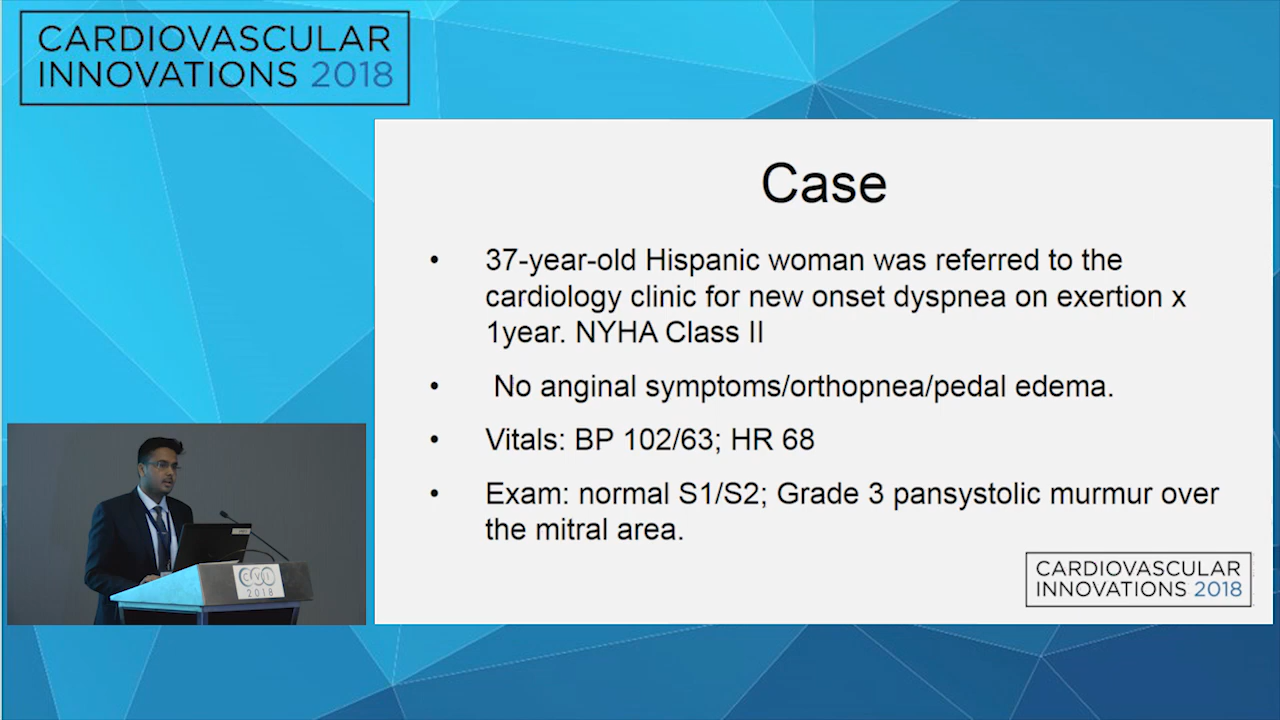 CARDIOVASCULAR
INNOVATIONS 2018
Case
• 37-year-old Hispanic woman was referred to the
cardiology clinic for new onset dyspnea on exertion x
1year. NYHA Class II
• No anginal symptoms/orthopnea/pedal edema.
• Vitals: BP 102/63; HR 68
• Exam: normal S1/S2; Grade 3 pansystolic murmur over
the mitral area.
CARDIOVASCULAR
INNOVATIONS 2018
CVI
2018